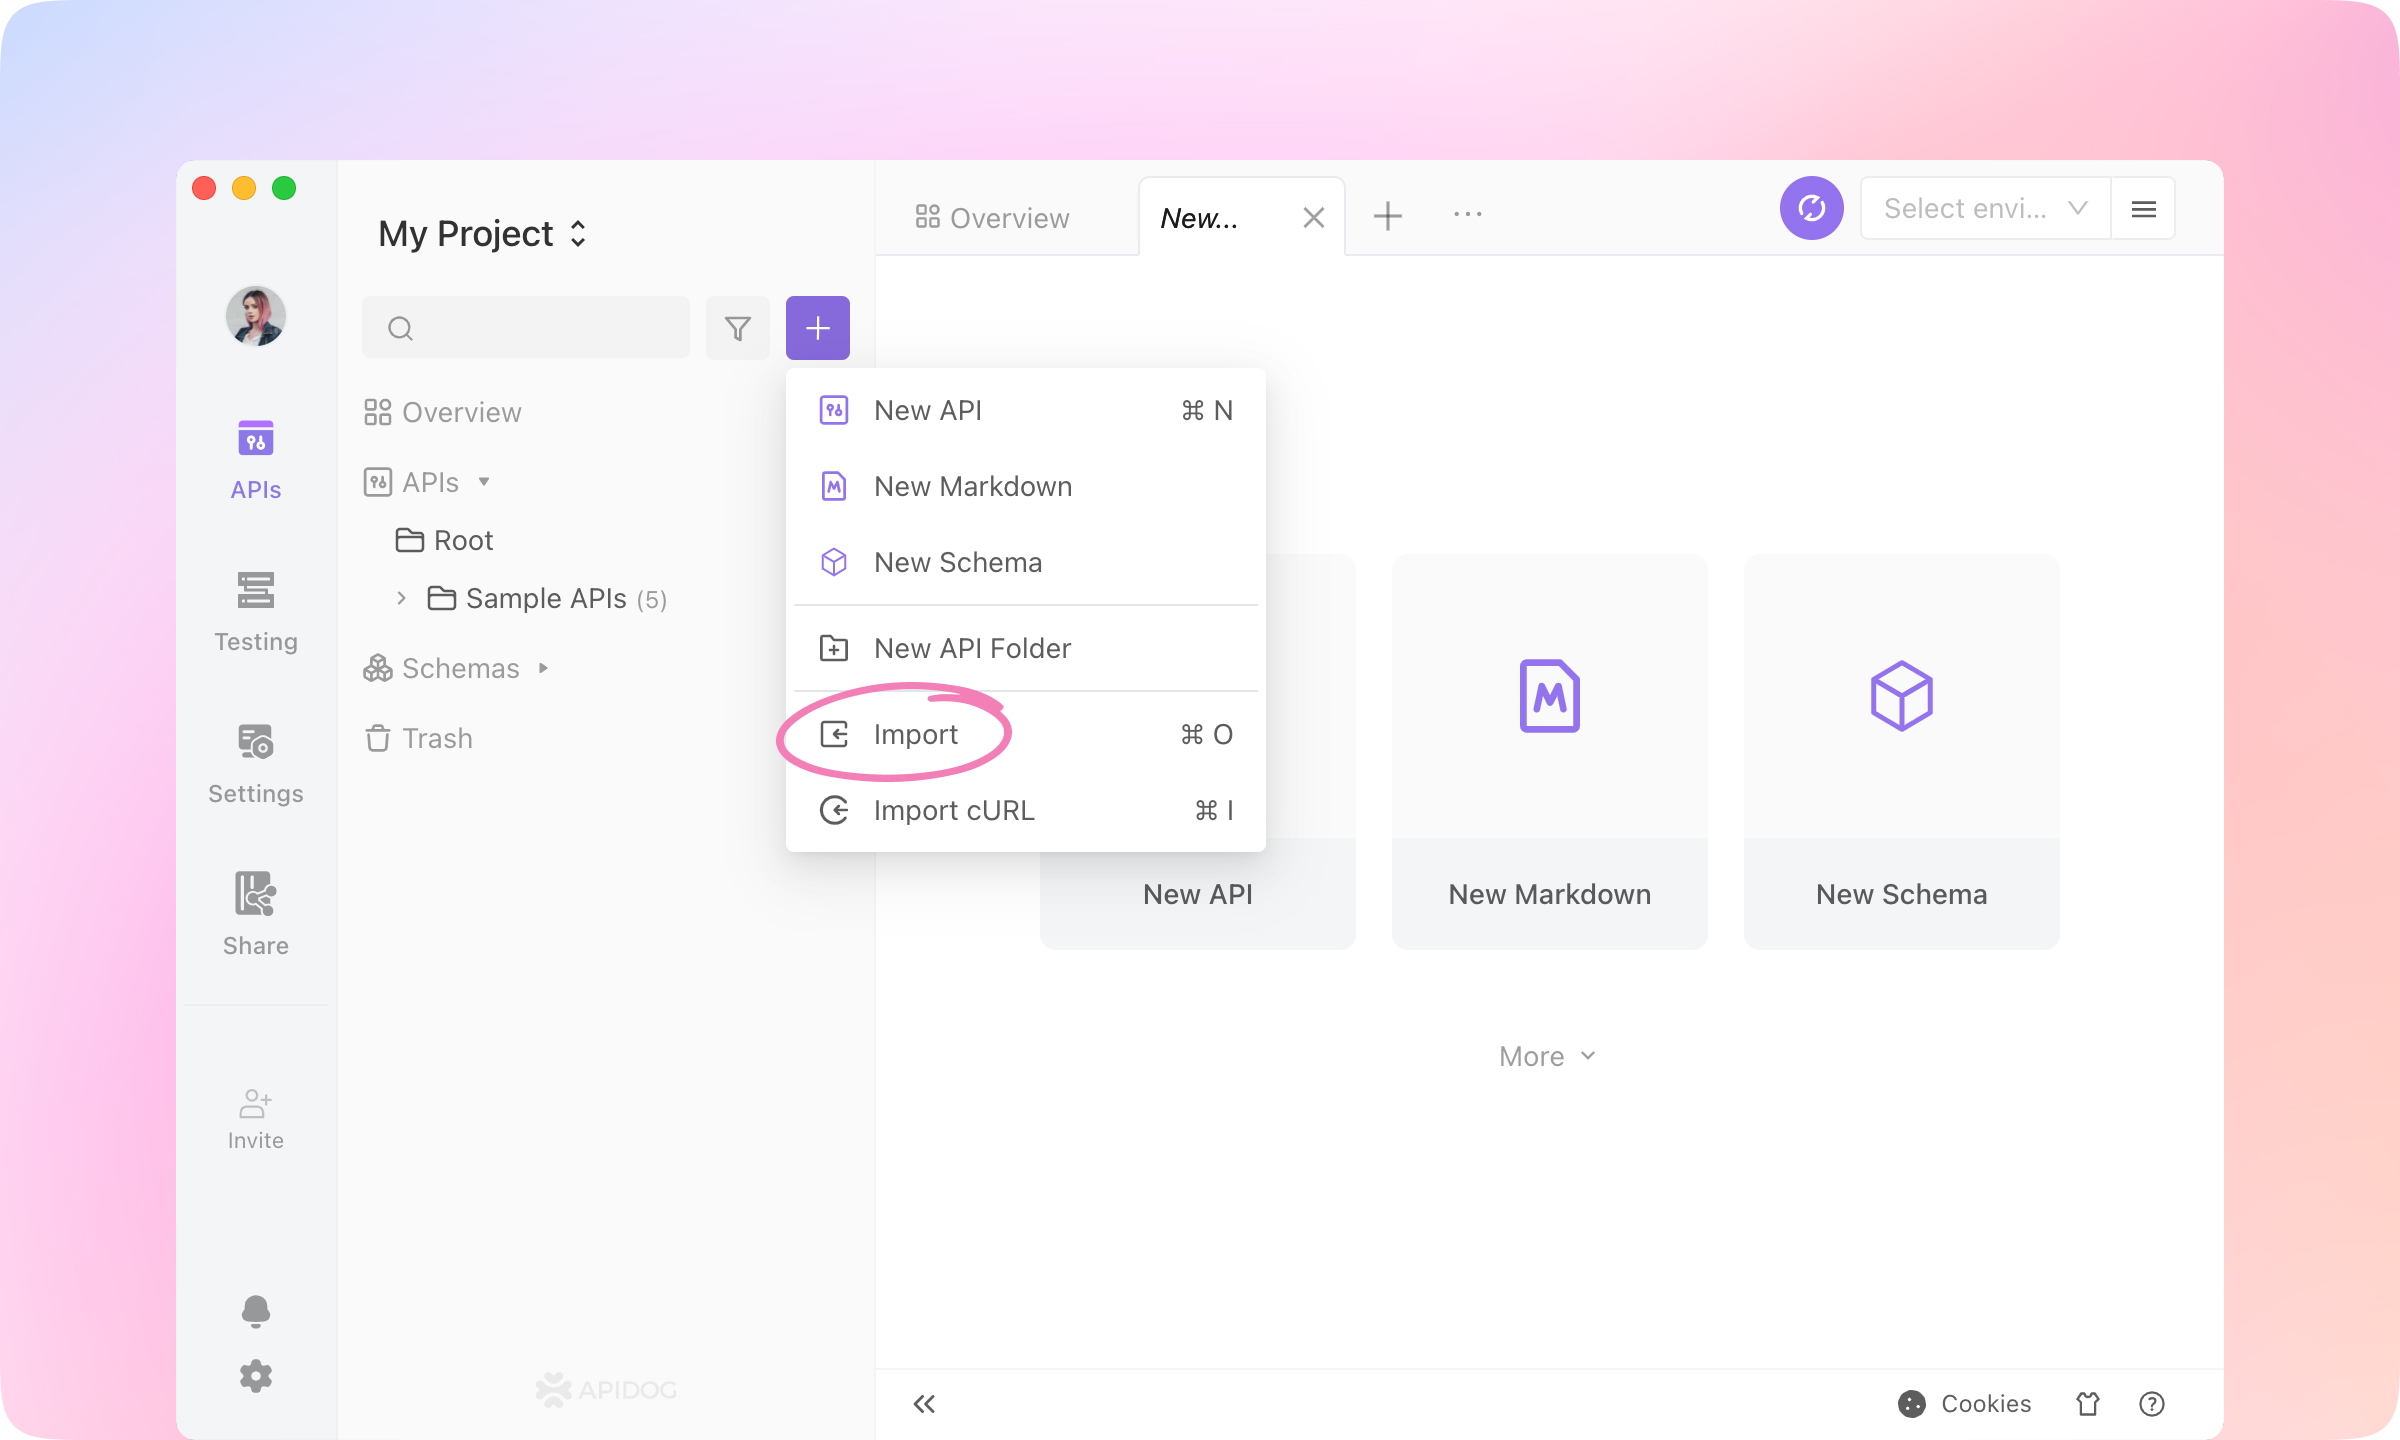 My Project
Overview
New...
...
Select envi...
APIs
Testing
Settings
Share
Invite
Overview
APIs
Root
Sample APIs (5)
Schemas
Trash
New API ⌘ N
New Markdown
New Schema
New API Folder
Import ⌘ O
Import cURL ⌘ I
New API
New Markdown
New Schema
More
APIDOG
Cookies